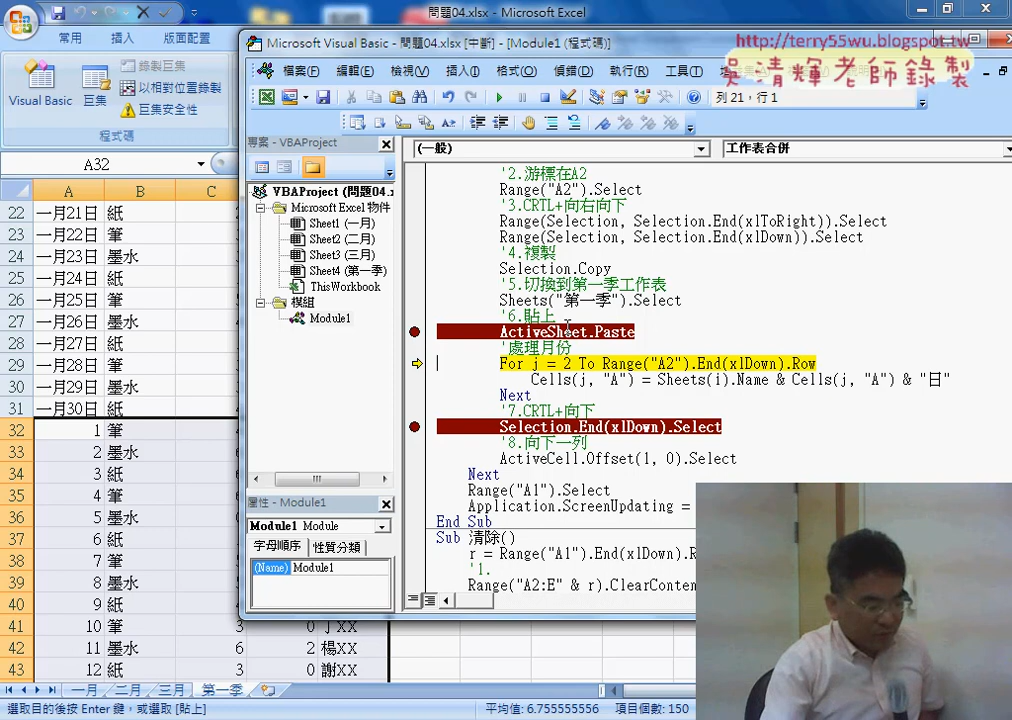 問題04.xlsx - Microsoft Excel
常用 插入 版面配置
Visual Basic 巨集 錄製巨集
以相對位置錄製
巨集安全性
程式碼
A32
A B C
22 一月21日 紙
23 一月22日 筆
24 一月23日 墨水
25 一月24日 紙
26 一月25日 筆
27 一月26日 墨水
28 一月27日 紙
29 一月28日 筆
30 一月29日 墨水
31 一月30日 紙
32 1 筆
33 2 墨水
34 3 紙
35 4 筆
36 5 墨水
37 6 紙
38 7 筆
39 8 墨水
40 9 紙
41 10 筆 3 0 丁XX
42 11 墨水 6 2 楊XX
43 12 紙 3 0 謝XX
一月 二月 三月 第一季
選取目的後按 Enter 鍵，或選取 [貼上]
平均值: 6.755555556 項目個數: 150
Microsoft Visual Basic - 問題04.xlsx [中斷] - [Module1 (程式碼)]
http://terry55wu.blogspot.tw
吳清輝老師錄製
檔案(F) 編輯(E) 檢視(V) 插入(I) 格式(O) 偵錯(D) 執行(R) 工具(T)
列 21，行 1
專案 - VBAProject
VBAProject (問題04.x
Microsoft Excel 物件
Sheet1 (一月)
Sheet2 (二月)
Sheet3 (三月)
Sheet4 (第一季)
ThisWorkbook
模組
Module1
屬性 - Module1
Module1 Module
字母順序 性質分類
(Name) Module1
(一般) 工作表合併
'2.游標在A2
Range("A2").Select
'3.CRTL+向右向下
Range(Selection, Selection.End(xlToRight)).Select
Range(Selection, Selection.End(xlDown)).Select
'4.複製
Selection.Copy
'5.切換到第一季工作表
Sheets("第一季").Select
'6.貼上
ActiveSheet.Paste
'處理月份
For j = 2 To Range("A2").End(xlDown).Row
Cells(j, "A") = Sheets(i).Name & Cells(j, "A") & "日"
Next
'7.CRTL+向下
Selection.End(xlDown).Select
'8.向下一列
ActiveCell.Offset(1, 0).Select
Next
Range("A1").Select
Application.ScreenUpdating =
End Sub
Sub 清除()
r = Range("A1").End(xlDown).R
'1.
Range("A2:E" & r).ClearConten